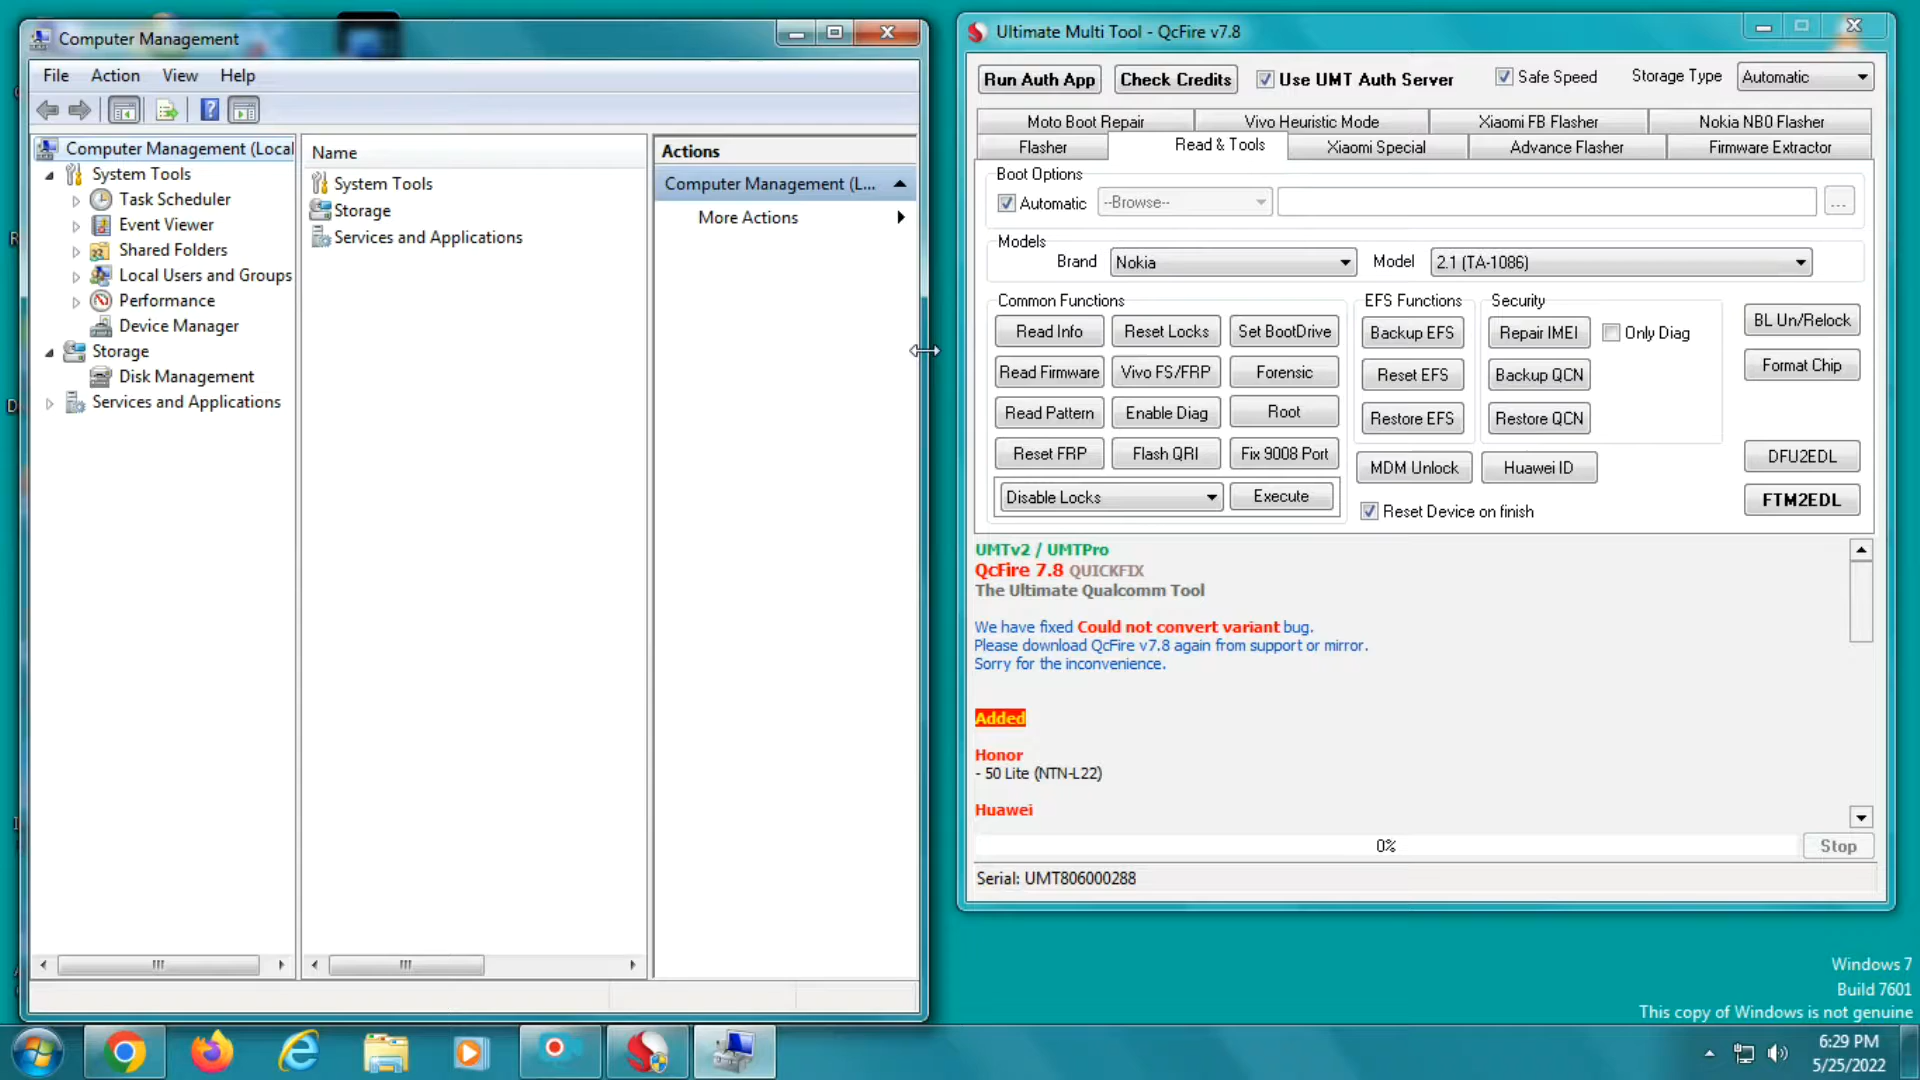 Computer Management
File Action View Help
Computer Management (Local
System Tools
Task Scheduler
Event Viewer
Shared Folders
Local Users and Groups
Performance
Device Manager
Storage
Disk Management
Services and Applications
Name
System Tools
Storage
Services and Applications
Actions
Computer Management (L...
More Actions
Ultimate Multi Tool - QcFire v7.8
Run Auth App Check Credits Use UMT Auth Server Safe Speed Storage Type Automatic
Moto Boot Repair Vivo Heuristic Mode Xiaomi FB Flasher Nokia NB0 Flasher
Flasher Read & Tools Xiaomi Special Advance Flasher Firmware Extractor
Boot Options
Automatic --Browse-- ...
Models
Brand Nokia Model 2.1 (TA-1086)
Common Functions EFS Functions Security
Read Info Reset Locks Set BootDrive Backup EFS Repair IMEI Only Diag BL Un/Relock
Read Firmware Vivo FS/FRP Forensic Reset EFS Backup QCN Format Chip
Read Pattern Enable Diag Root Restore EFS Restore QCN
Reset FRP Flash QRI Fix 9008 Port MDM Unlock Huawei ID DFU2EDL
Disable Locks Execute Reset Device on finish FTM2EDL
UMTv2 / UMTPro
QcFire 7.8 QUICKFIX
The Ultimate Qualcomm Tool
We have fixed Could not convert variant bug.
Please download QcFire v7.8 again from support or mirror.
Sorry for the inconvenience.
Added
Honor
- 50 Lite (NTN-L22)
Huawei
0% Stop
Serial: UMT806000288
Windows 7
Build 7601
This copy of Windows is not genuine
6:29 PM
5/25/2022